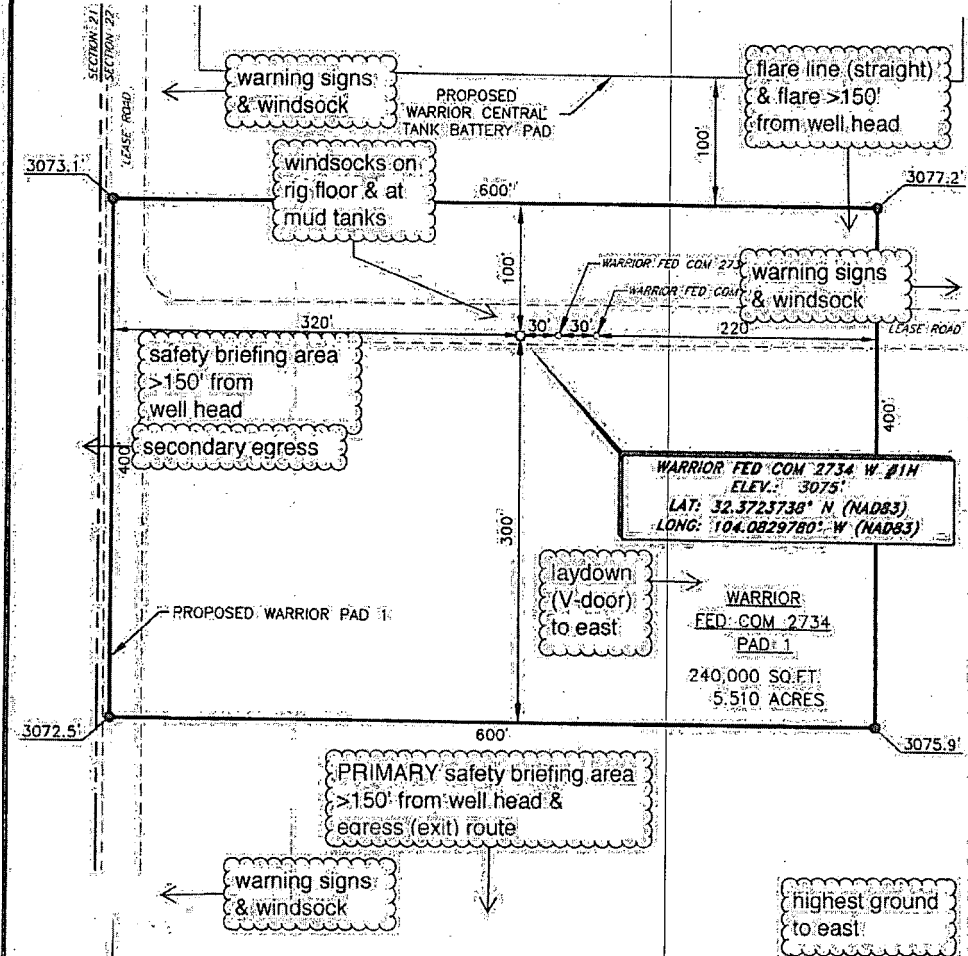 SECTION 21
SECTION 22
LEASE ROAD
warning signs
& windsock
PROPOSED
WARRIOR CENTRAL
TANK BATTERY PAD
flare line (straight)
& flare >150'
from well head
100'
3073.1'
windsocks on
rig floor & at
mud tanks
600'
3077.2'
100'
WARRIOR FED COM 273
WARRIOR FED COM
warning signs
& windsock
320'
30'
30'
220'
LEASE ROAD
safety briefing area
>150' from
well head
secondary egress
400'
400'
WARRIOR FED COM 2734 W #1H
ELEV.: 3075'
LAT: 32.3723738° N (NAD83)
LONG: 104.0829780° W (NAD83)
300'
laydown
(V-door)
to east
WARRIOR
FED COM 2734
PAD 1
240,000 SQ.FT.
5.510 ACRES
PROPOSED WARRIOR PAD 1
3072.5'
600'
3075.9'
PRIMARY safety briefing area
>150' from well head &
egress (exit) route
warning signs
& windsock
highest ground
to east